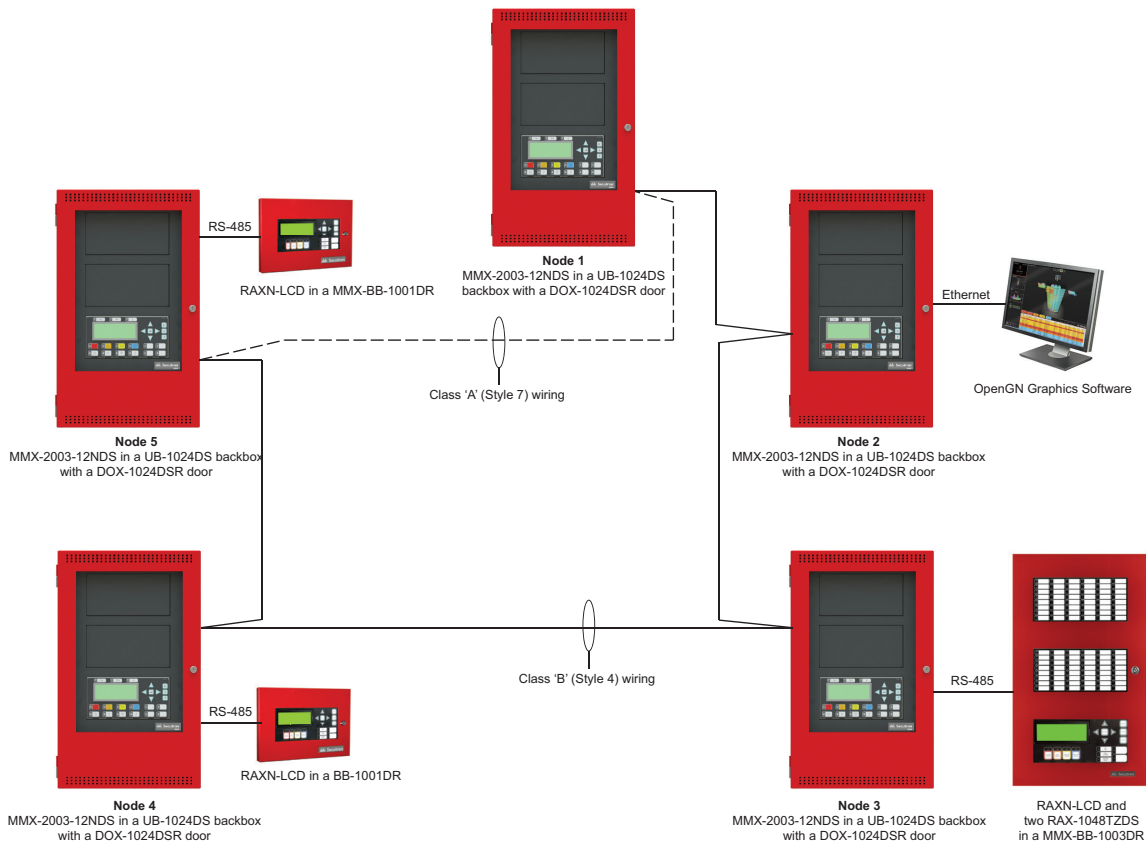 Node 1
MMX-2003-12NDS in a UB-1024DS
backbox with a DOX-1024DSR door
RS-485
RAXN-LCD in a MMX-BB-1001DR
Ethernet
OpenGN Graphics Software
Class ‘A’ (Style 7) wiring
Node 5
MMX-2003-12NDS in a UB-1024DS backbox
with a DOX-1024DSR door
Node 2
MMX-2003-12NDS in a UB-1024DS backbox
with a DOX-1024DSR door
Class ‘B’ (Style 4) wiring
RS-485
RS-485
RAXN-LCD in a BB-1001DR
Node 4
MMX-2003-12NDS in a UB-1024DS backbox
with a DOX-1024DSR door
Node 3
MMX-2003-12NDS in a UB-1024DS backbox
with a DOX-1024DSR door
RAXN-LCD and
two RAX-1048TZDS
in a MMX-BB-1003DR